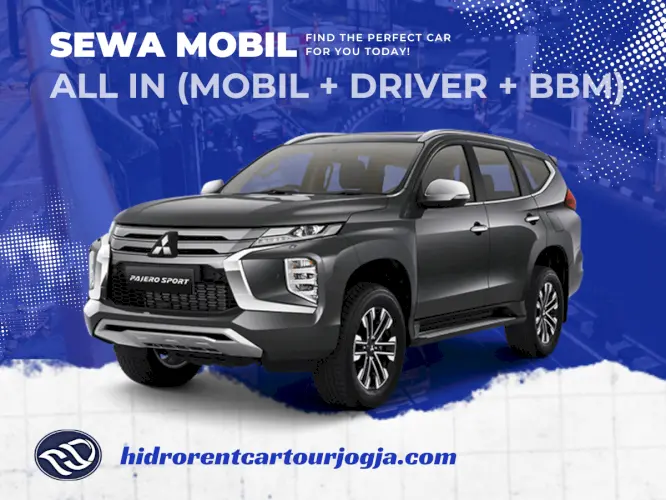 SEWA MOBIL
FIND THE PERFECT CAR
FOR YOU TODAY!
ALL IN (MOBIL + DRIVER + BBM)
PAJERO SPORT
hidrorentcartourjogja.com